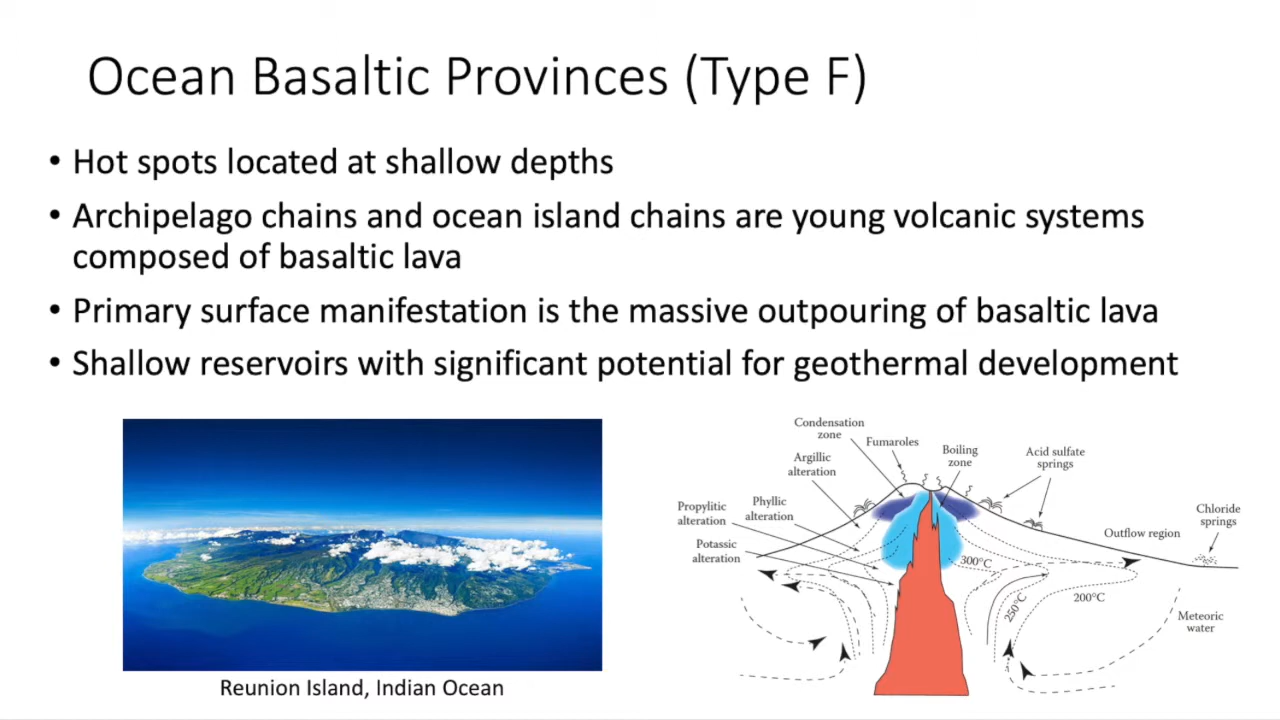 Ocean Basaltic Provinces (Type F)
• Hot spots located at shallow depths
• Archipelago chains and ocean island chains are young volcanic systems
composed of basaltic lava
• Primary surface manifestation is the massive outpouring of basaltic lava
• Shallow reservoirs with significant potential for geothermal development
Reunion Island, Indian Ocean
Condensation
zone
Fumaroles
Boiling
zone
Acid sulfate
springs
Argillic
alteration
Propylitic
alteration
Phyllic
alteration
Potassic
alteration
Chloride
springs
Outflow region
300°C
250°C
200°C
Meteoric
water